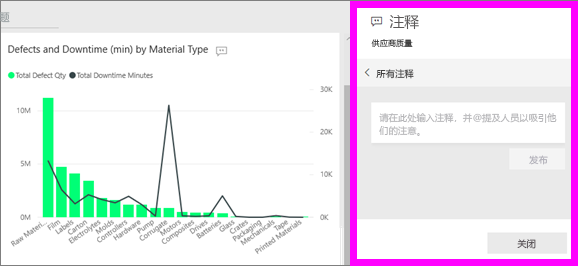 题
Defects and Downtime (min) by Material Type
Total Defect Qty Total Downtime Minutes
10M
5M
0M
30K
20K
10K
0K
Raw Materi...
Film
Labels
Carton
Electrolytes
Molds
Controllers
Hardware
Pump
Corrugate
Motors
Composites
Drives
Batteries
Glass
Crates
Packaging
Mechanicals
Tape
Printed Materials
注释
供应商质量
所有注释
请在此处输入注释，并@提及人员以吸引他
们的注意。
发布
关闭